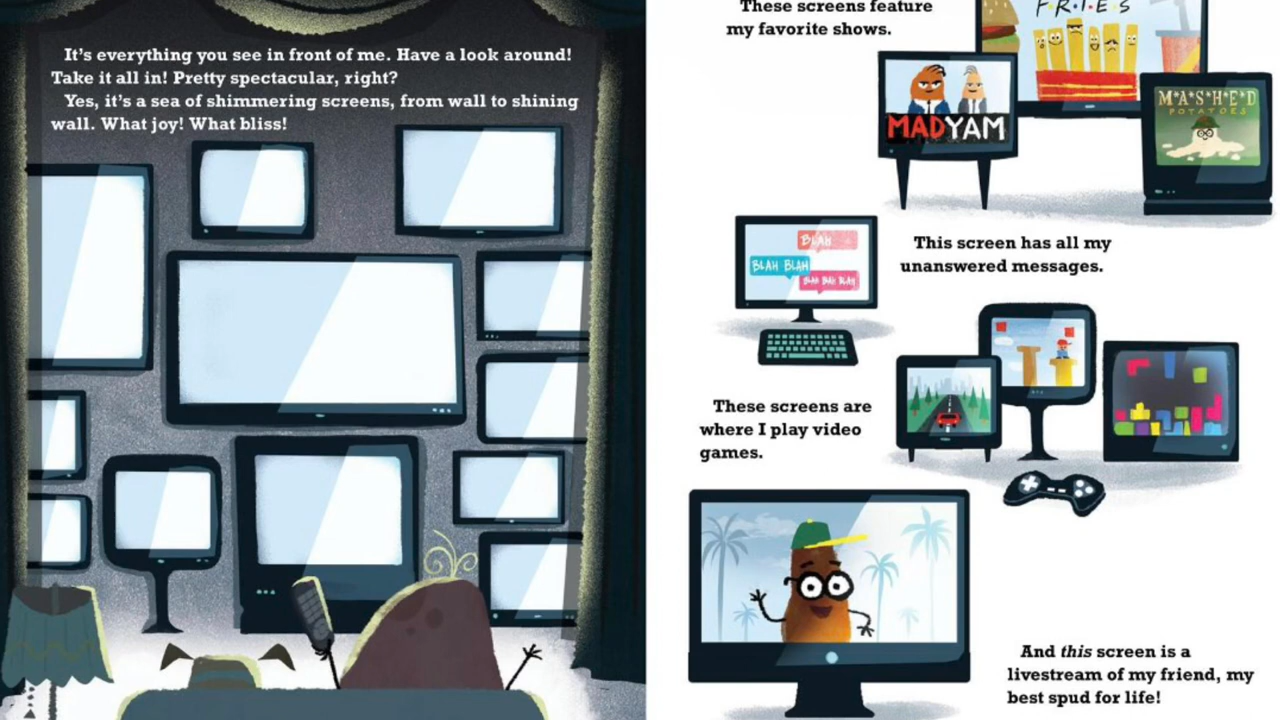 It's everything you see in front of me. Have a look around!
Take it all in! Pretty spectacular, right?
Yes, it's a sea of shimmering screens, from wall to shining
wall. What joy! What bliss!
These screens feature
my favorite shows.
F•R•I•E•S
MADYAM
M*A*S*H*E*D
POTATOES
This screen has all my
unanswered messages.
BLAH
BLAH BLAH
BLAH BLAH BLAH
These screens are
where I play video
games.
And this screen is a
livestream of my friend, my
best spud for life!